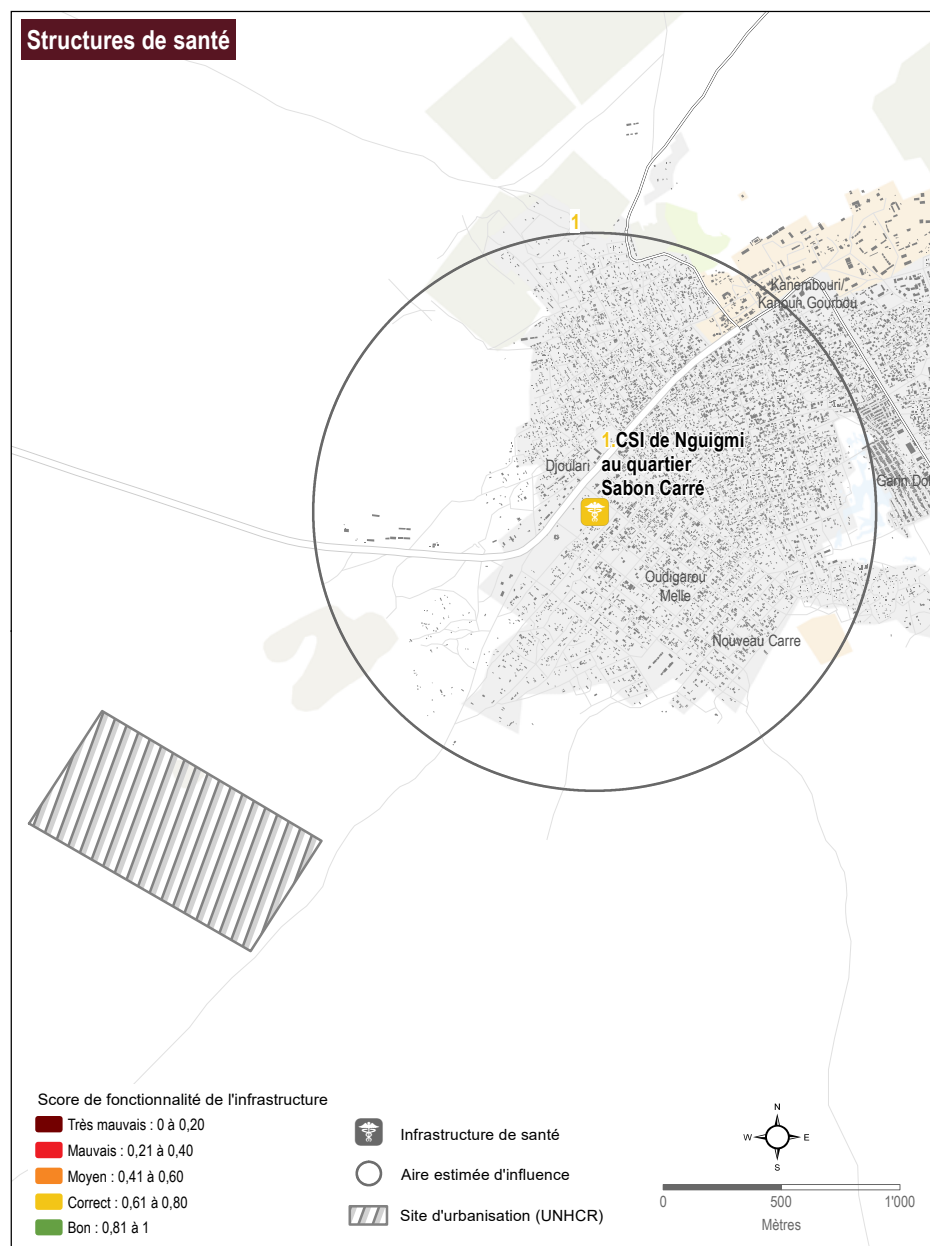 Structures de santé
1
Kanembouri/
Kanoun Gourbou
1.CSI de Nguigmi
au quartier
Sabon Carré
Djoulari
Oudigarou
Melle
Nouveau Carre
Score de fonctionnalité de l'infrastructure
Très mauvais : 0 à 0,20
Mauvais : 0,21 à 0,40
Moyen : 0,41 à 0,60
Correct : 0,61 à 0,80
Bon : 0,81 à 1
Infrastructure de santé
Aire estimée d'influence
Site d'urbanisation (UNHCR)
N
W
E
S
0
500
1'000
Mètres